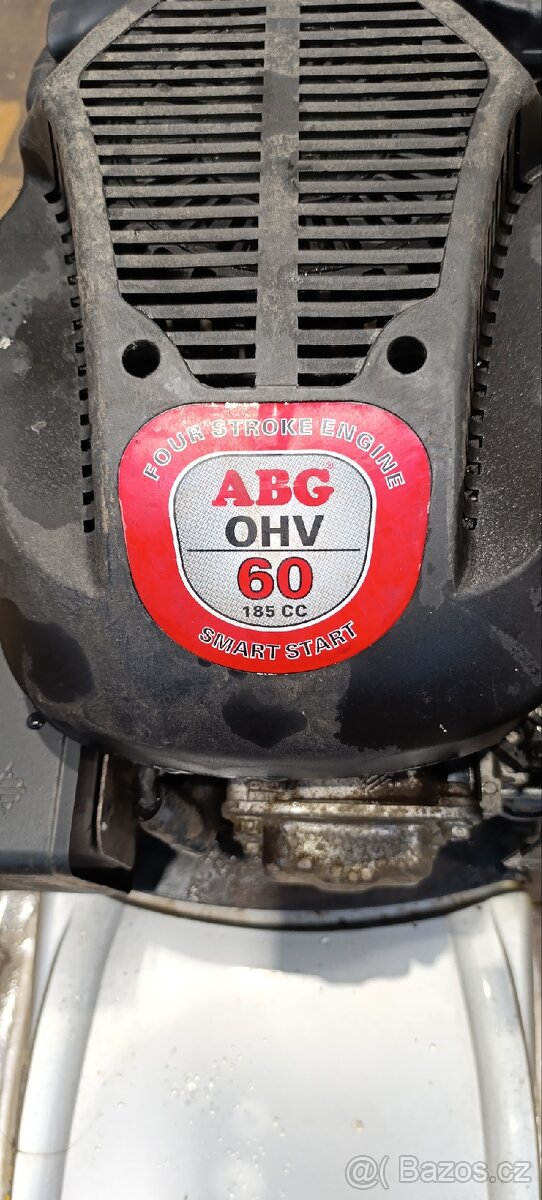 FOUR STROKE ENGINE
ABG®
OHV
60
185 CC
SMART START
@( Bazos.cz